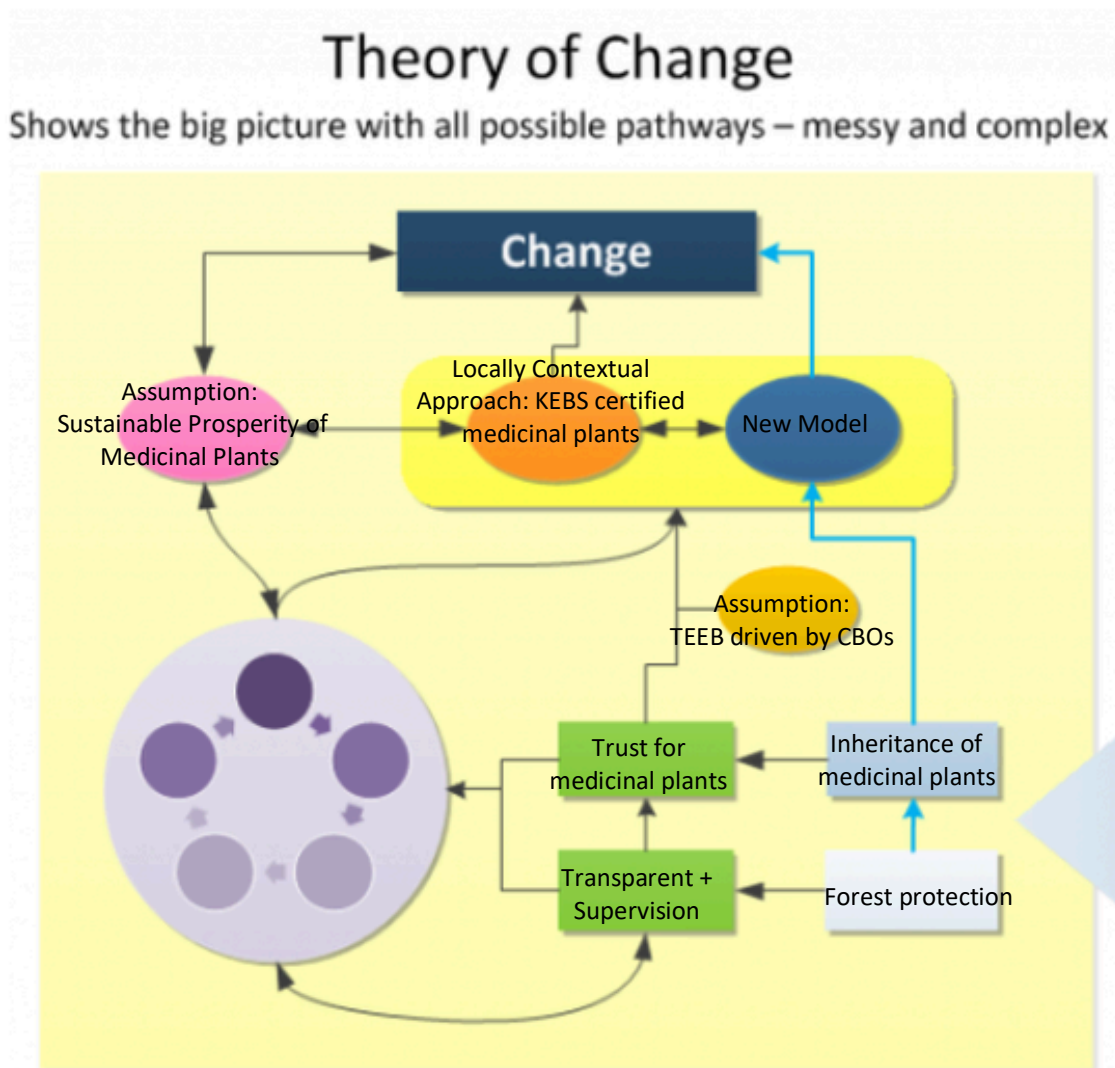 Theory of Change
Shows the big picture with all possible pathways – messy and complex
Change
Assumption:
Sustainable Prosperity of
Medicinal Plants
Locally Contextual
Approach: KEBS certified
medicinal plants
New Model
Assumption:
TEEB driven by CBOs
Trust for
medicinal plants
Inheritance of
medicinal plants
Transparent +
Supervision
Forest protection